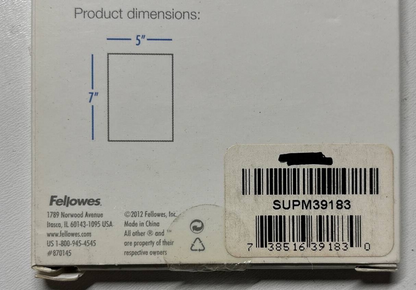 Product dimensions:
5"
7"
Fellowes
1789 Norwood Avenue
Itasca, IL 60143-1095 USA
www.fellowes.com
US 1-800-945-4545
#870145
©2012 Fellowes, Inc.
Made in China
All other ® and ™
are property of their
respective owners
SUPM39183
7 38516 39183 0